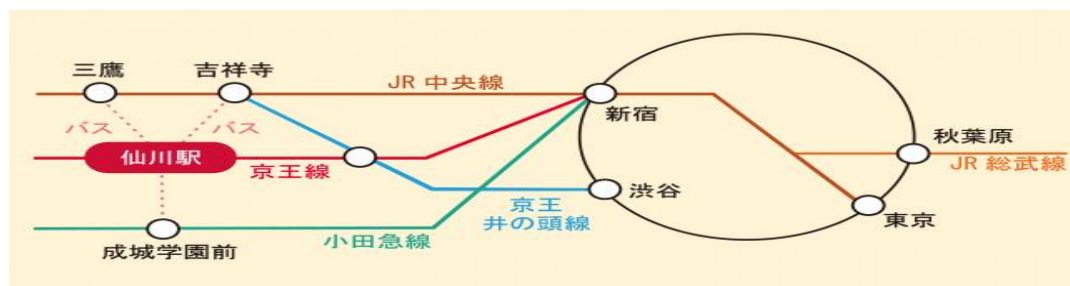 三鷹
吉祥寺
JR 中央線
新宿
バス
バス
仙川駅
京王線
秋葉原
JR 総武線
渋谷
京王
井の頭線
東京
小田急線
成城学園前